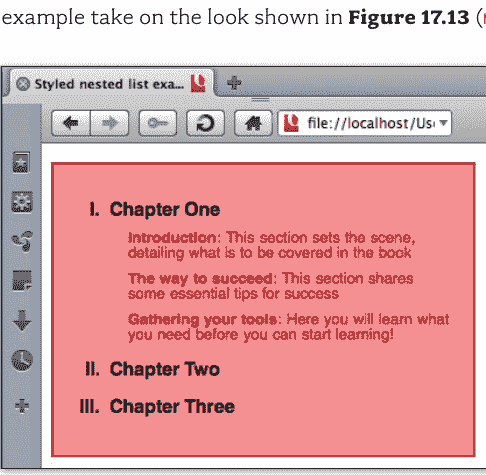 example take on the look shown in Figure 17.13 (
Styled nested list exa...
file://localhost/Us
I. Chapter One
Introduction: This section sets the scene,
detailing what is to be covered in the book
The way to succeed: This section shares
some essential tips for success
Gathering your tools: Here you will learn what
you need before you can start learning!
II. Chapter Two
III. Chapter Three